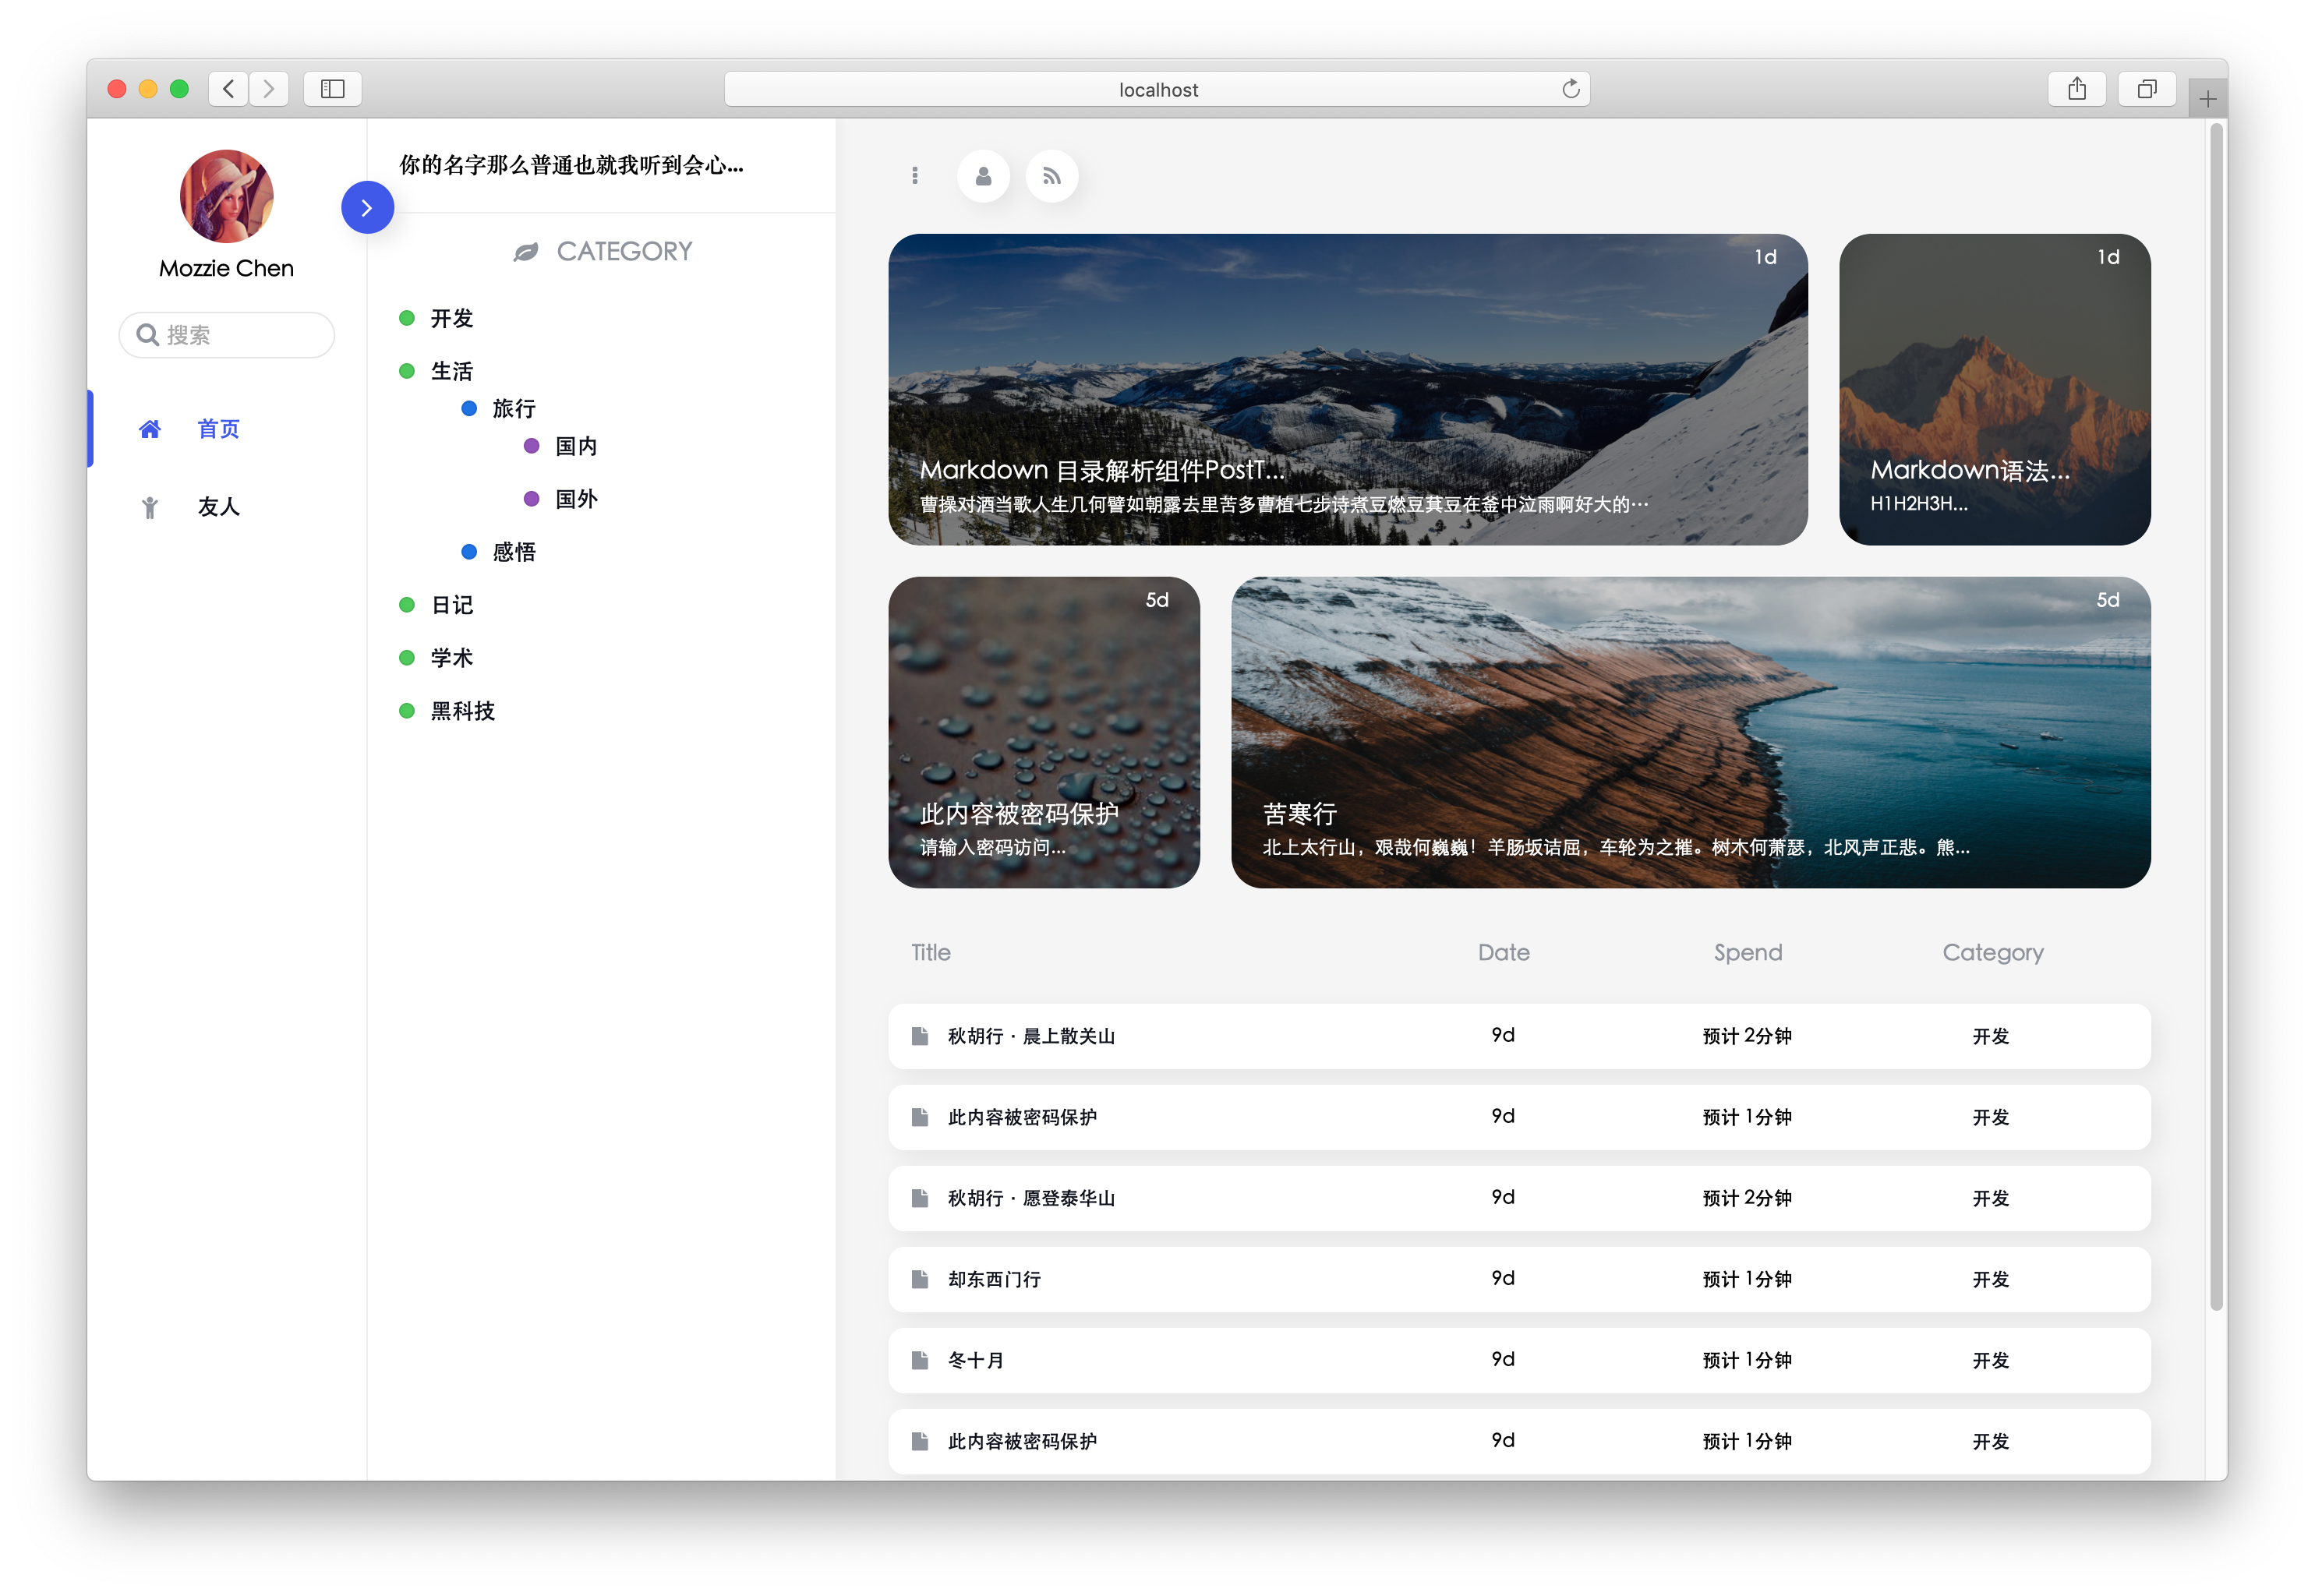 localhost
Mozzie Chen
搜索
首页
友人
你的名字那么普通也就我听到会心...
CATEGORY
开发
生活
旅行
国内
国外
感悟
日记
学术
黑科技
1d
Markdown 目录解析组件PostT...
曹操对酒当歌人生几何譬如朝露去里苦多曹植七步诗煮豆燃豆萁豆在釜中泣雨啊好大的…
1d
Markdown语法...
H1H2H3H...
5d
此内容被密码保护
请输入密码访问...
5d
苦寒行
北上太行山，艰哉何巍巍！羊肠坂诘屈，车轮为之摧。树木何萧瑟，北风声正悲。熊...
Title Date Spend Category
秋胡行 · 晨上散关山 9d 预计 2分钟 开发
此内容被密码保护 9d 预计 1分钟 开发
秋胡行 · 愿登泰华山 9d 预计 2分钟 开发
却东西门行 9d 预计 1分钟 开发
冬十月 9d 预计 1分钟 开发
此内容被密码保护 9d 预计 1分钟 开发